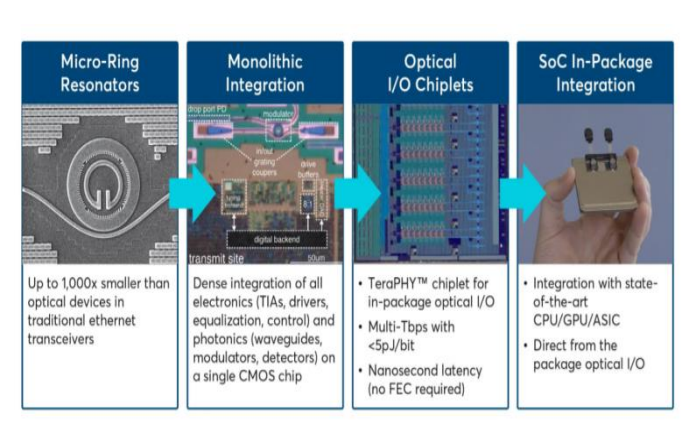 Micro-Ring
Resonators
Up to 1,000x smaller than
optical devices in
traditional ethernet
transceivers
Monolithic
Integration
drop port PD
modulator
in/out
grating
couplers
drive
buffers
8:1
digital backend
transmit site
50um
Dense integration of all
electronics (TIAs, drivers,
equalization, control) and
photonics (waveguides,
modulators, detectors) on
a single CMOS chip
Optical
I/O Chiplets
• TeraPHY™ chiplet for
in-package optical I/O
• Multi-Tbps with
<5pJ/bit
• Nanosecond latency
(no FEC required)
SoC In-Package
Integration
• Integration with state-
of-the-art
CPU/GPU/ASIC
• Direct from the
package optical I/O